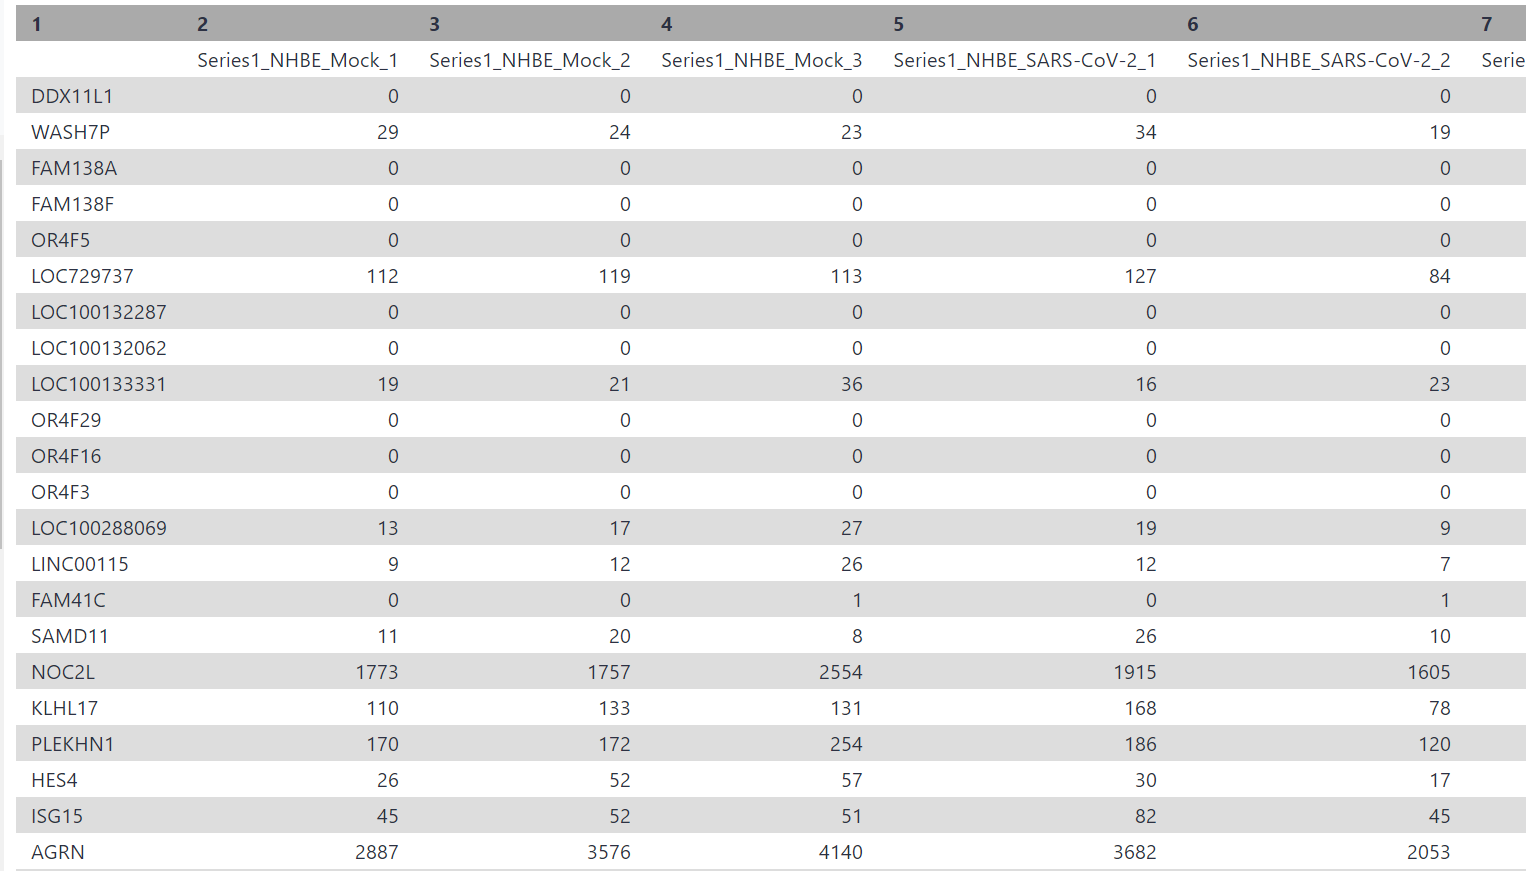 1 2 3 4 5 6 7
Series1_NHBE_Mock_1 Series1_NHBE_Mock_2 Series1_NHBE_Mock_3 Series1_NHBE_SARS-CoV-2_1 Series1_NHBE_SARS-CoV-2_2 Serie
DDX11L1 0 0 0 0 0
WASH7P 29 24 23 34 19
FAM138A 0 0 0 0 0
FAM138F 0 0 0 0 0
OR4F5 0 0 0 0 0
LOC729737 112 119 113 127 84
LOC100132287 0 0 0 0 0
LOC100132062 0 0 0 0 0
LOC100133331 19 21 36 16 23
OR4F29 0 0 0 0 0
OR4F16 0 0 0 0 0
OR4F3 0 0 0 0 0
LOC100288069 13 17 27 19 9
LINC00115 9 12 26 12 7
FAM41C 0 0 1 0 1
SAMD11 11 20 8 26 10
NOC2L 1773 1757 2554 1915 1605
KLHL17 110 133 131 168 78
PLEKHN1 170 172 254 186 120
HES4 26 52 57 30 17
ISG15 45 52 51 82 45
AGRN 2887 3576 4140 3682 2053